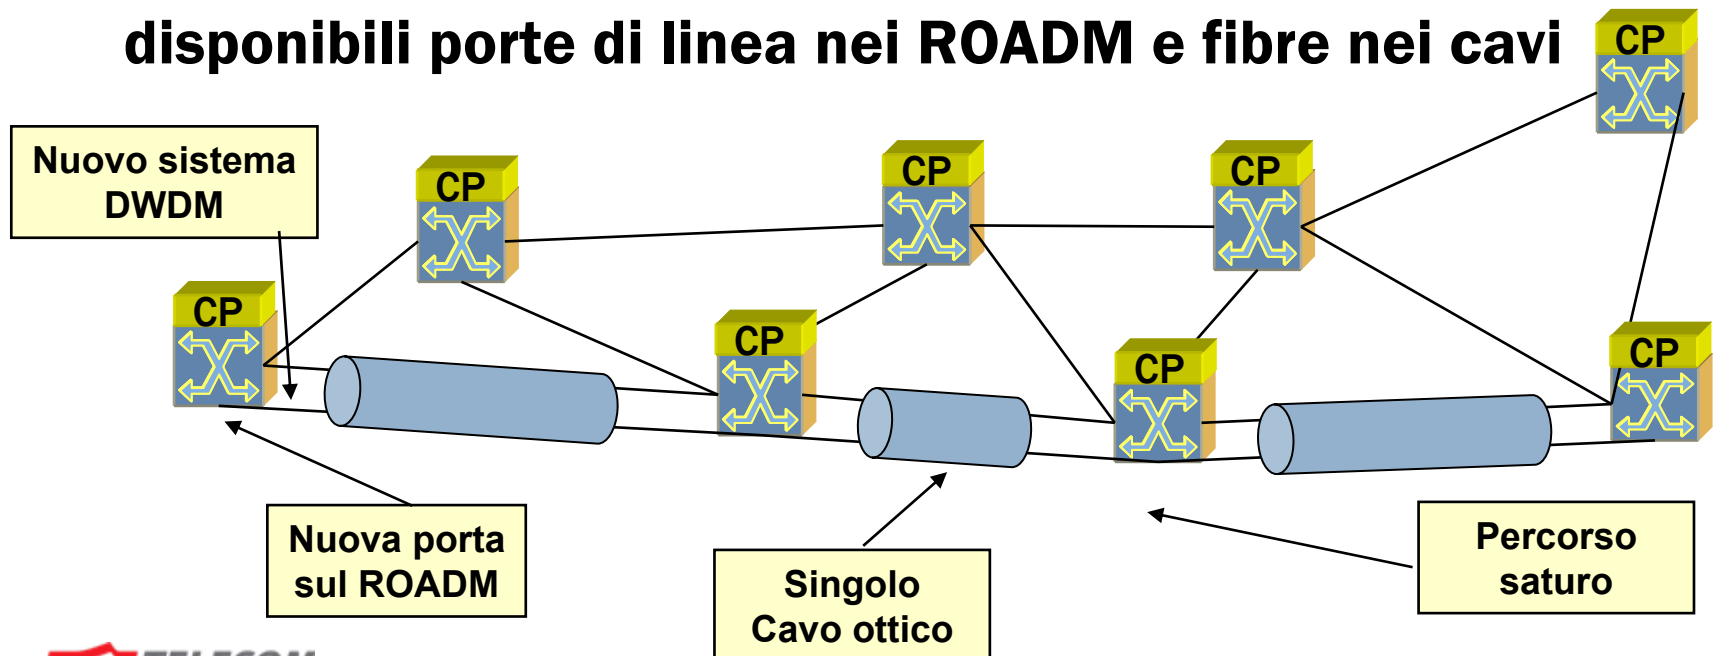 disponibili porte di linea nei ROADM e fibre nei cavi
CP
Nuovo sistema
DWDM
CP
CP
CP
CP
CP
CP
CP
Nuova porta
sul ROADM
Singolo
Cavo ottico
Percorso
saturo
TELECOM